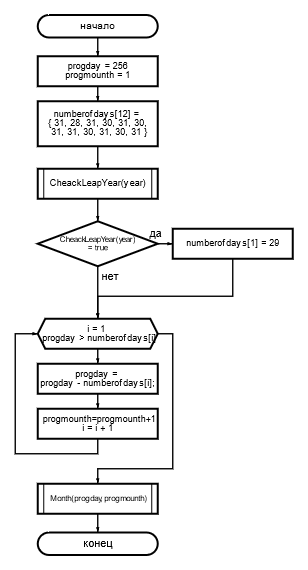 начало
progday = 256
progmounth = 1
numberofdays[12] =
{ 31, 28, 31, 30, 31, 30,
31, 31, 30, 31, 30, 31 }
CheackLeapYear(year)
CheckLeapYear(year)
= true
да
numberofdays[1] = 29
нет
i = 1
progday > numberofdays[i]
progday =
progday - numberofdays[i];
progmounth=progmounth+1
i = i + 1
Month(progday, progmounth)
конец